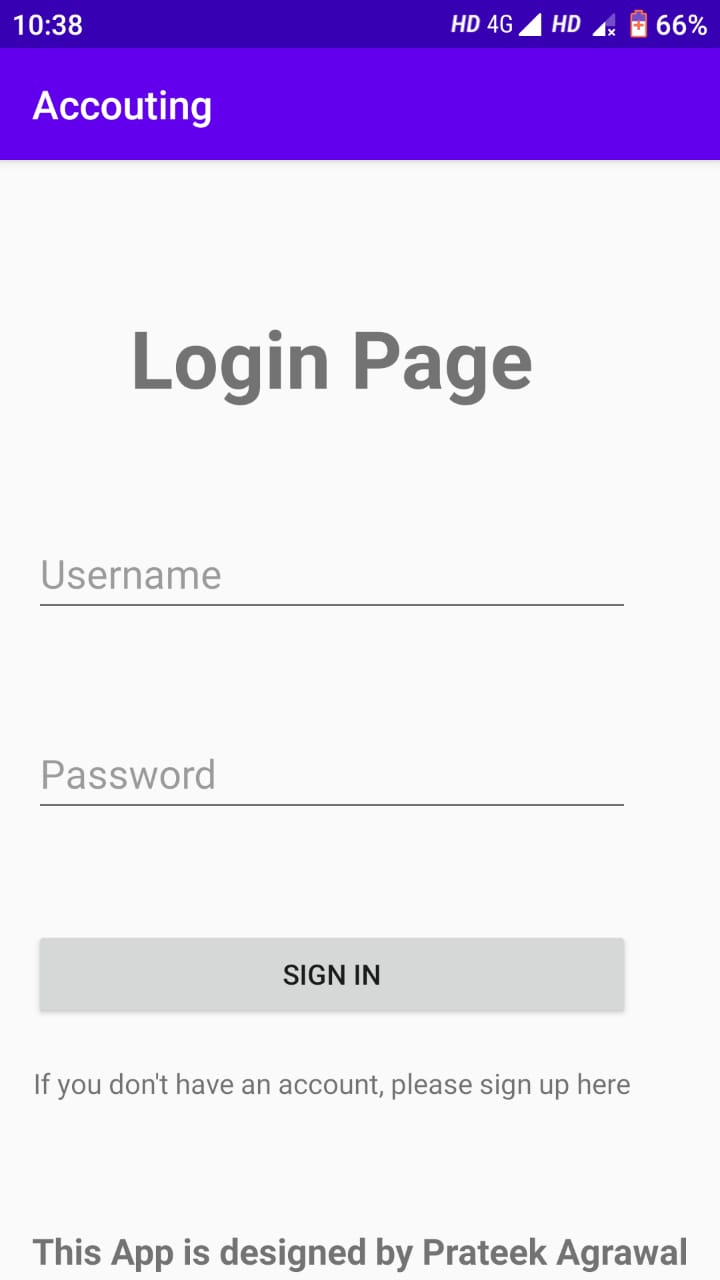 10:38 HD 4G HD 66%
Accouting
Login Page
Username
Password
SIGN IN
If you don't have an account, please sign up here
This App is designed by Prateek Agrawal